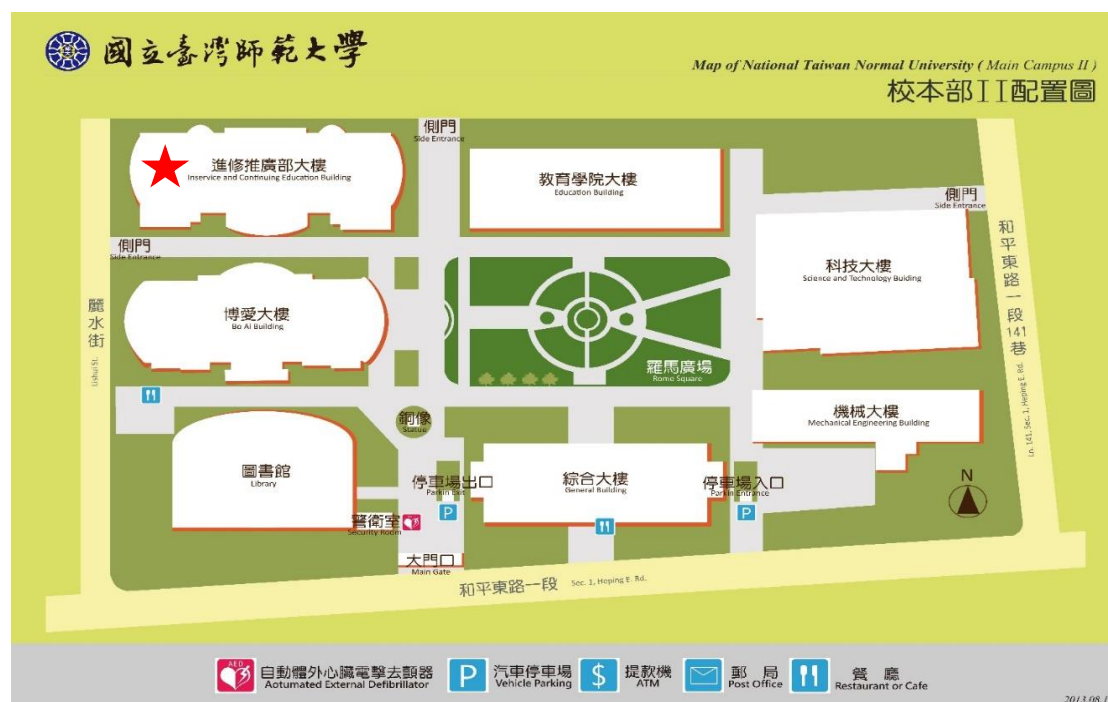 國立臺灣師範大學
Map of National Taiwan Normal University ( Main Campus II )
校本部II配置圖
側門
Side Entrance
進修推廣部大樓
Inservice and Continuing Education Building
教育學院大樓
Education Building
側門
Side Entrance
側門
Side Entrance
科技大樓
Science and Technology Buiding
和平東路一段141巷
Ln. 141, Sec. 1, Heping E. Rd.
博愛大樓
Bo Ai Building
麗水街
Lishui St.
羅馬廣場
Rome Square
銅像
Statue
機械大樓
Mechanical Engineering Building
圖書館
Library
停車場出口
Parkin Exit
P
綜合大樓
General Building
停車場入口
Parkin Entrance
P
N
警衛室
Security Room
大門口
Main Gate
和平東路一段 Sec. 1, Heping E. Rd.
AED
自動體外心臟電擊去顫器
Aotumated External Defibrillator
P
汽車停車場
Vehicle Parking
$
提款機
ATM
郵 局
Post Office
餐 廳
Restaurant or Cafe